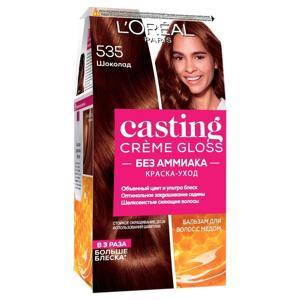 L'ORÉAL
PARIS
535
Шоколад
casting
CRÈME GLOSS
БЕЗ АММИАКА
КРАСКА-УХОД
Объемный цвет и ультра блеск
Оптимальное закрашивание седины
Шелковистые сияющие волосы
В 3 РАЗА
БОЛЬШЕ
БЛЕСКА
БАЛЬЗАМ ДЛЯ
ВОЛОС С МЕДОМ